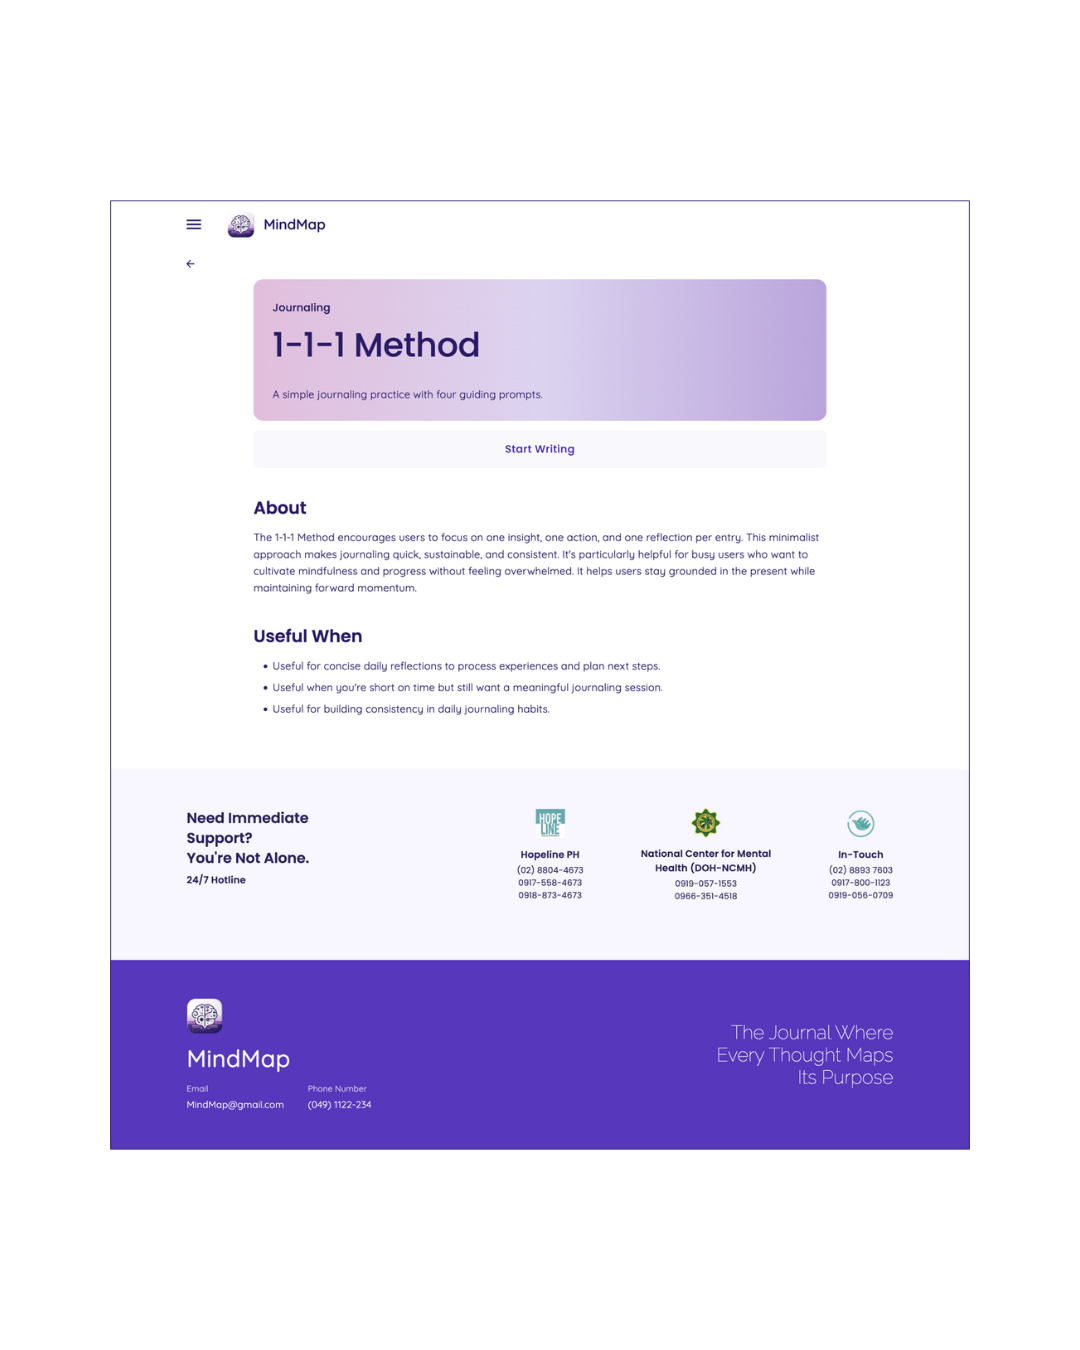 MindMap
Journaling
1-1-1 Method
A simple journaling practice with four guiding prompts.
Start Writing
About
The 1-1-1 Method encourages users to focus on one insight, one action, and one reflection per entry. This minimalist
approach makes journaling quick, sustainable, and consistent. It's particularly helpful for busy users who want to
cultivate mindfulness and progress without feeling overwhelmed. It helps users stay grounded in the present while
maintaining forward momentum.
Useful When
• Useful for concise daily reflections to process experiences and plan next steps.
• Useful when you're short on time but still want a meaningful journaling session.
• Useful for building consistency in daily journaling habits.
Need Immediate
Support?
You're Not Alone.
24/7 Hotline
HOPE
LINE
Hopeline PH
(02) 8804-4673
0917-558-4673
0918-873-4673
National Center for Mental
Health (DOH-NCMH)
0919-057-1553
0966-351-4518
In-Touch
(02) 8893 7603
0917-800-1123
0919-056-0709
MindMap
Email
MindMap@gmail.com
Phone Number
(049) 1122-234
The Journal Where
Every Thought Maps
Its Purpose